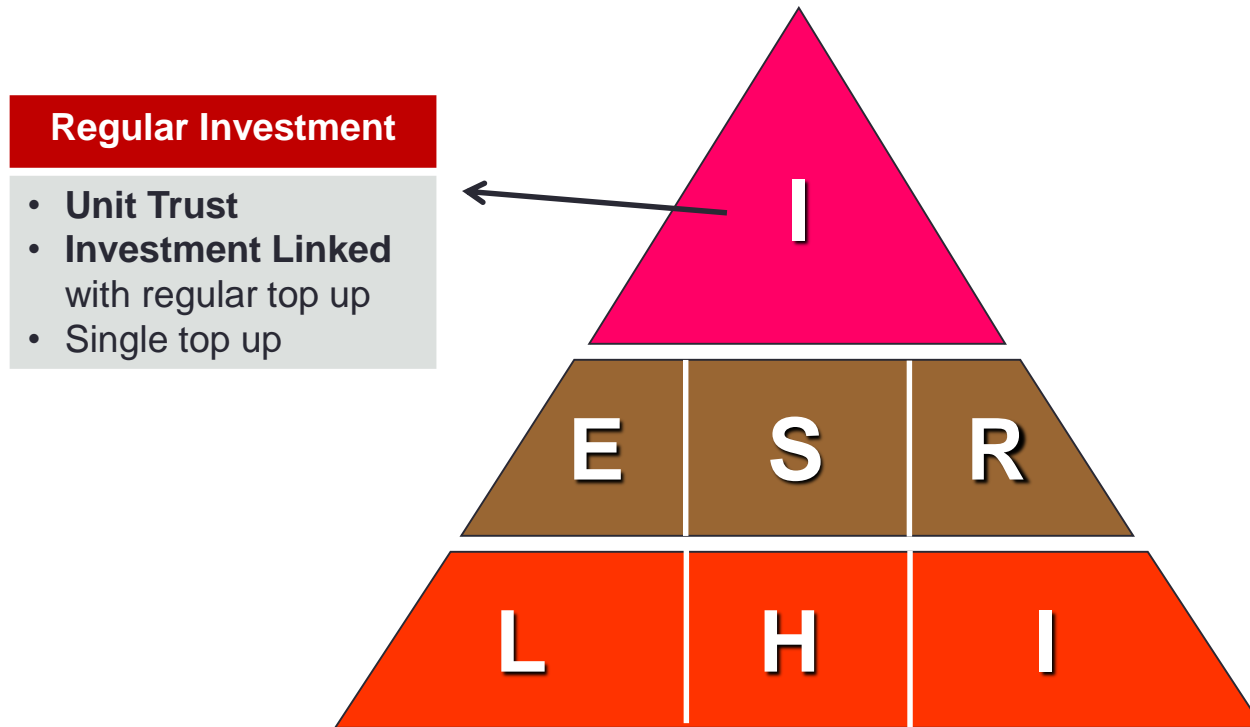 Regular Investment
• Unit Trust
• Investment Linked
with regular top up
• Single top up
I
E S R
L H I